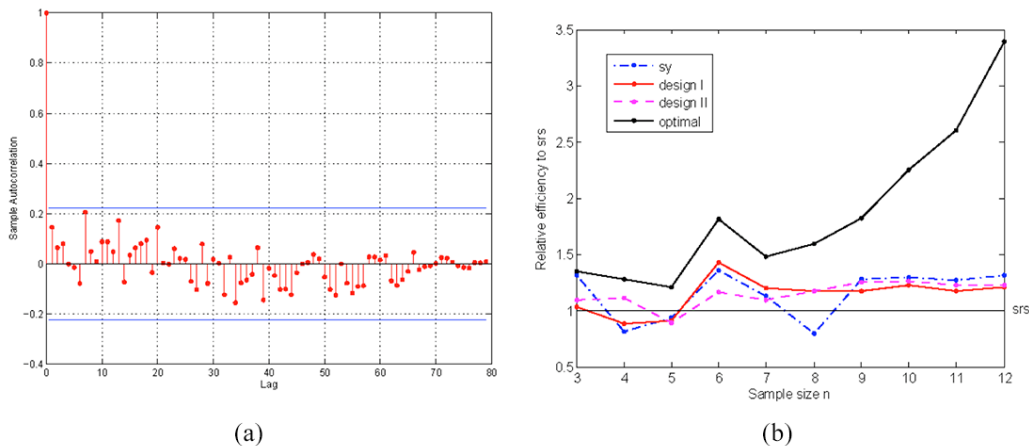 (a)
1
0.8
0.6
0.4
0.2
0
−0.2
−0.4
Sample Autocorrelation
0 10 20 30 40 50 60 70 80
Lag
(b)
3.5
3
2.5
2
1.5
1
0.5
Relative efficiency to srs
sy
design I
design II
optimal
srs
3 4 5 6 7 8 9 10 11 12
Sample size n
(a) (b)